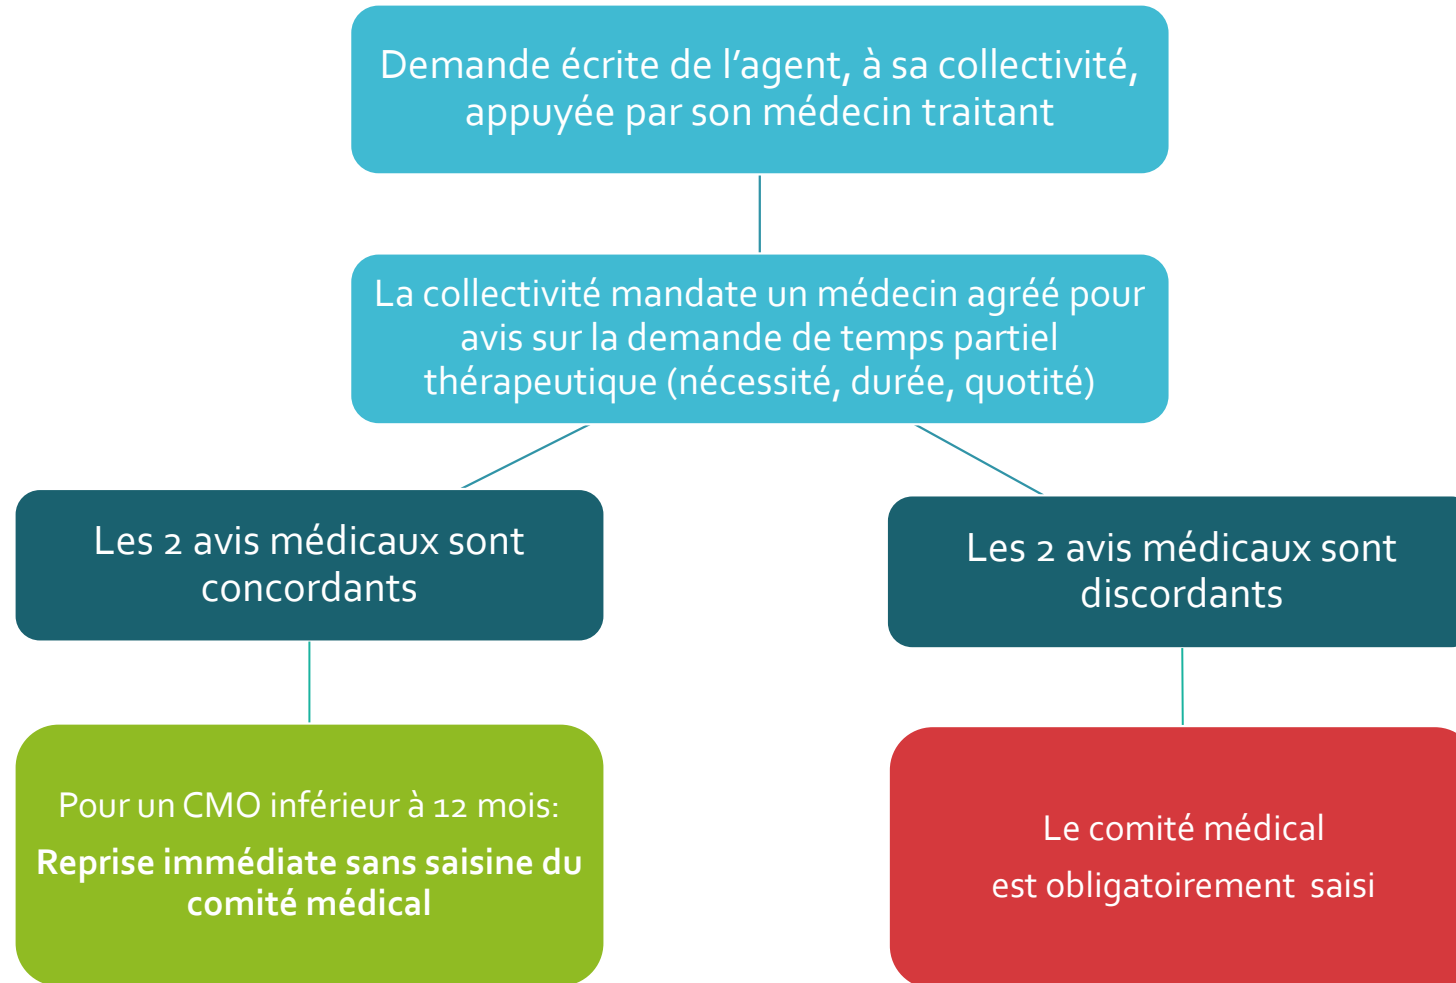 Demande écrite de l’agent, à sa collectivité,
appuyée par son médecin traitant
La collectivité mandate un médecin agréé pour
avis sur la demande de temps partiel
thérapeutique (nécessité, durée, quotité)
Les 2 avis médicaux sont
concordants
Les 2 avis médicaux sont
discordants
Pour un CMO inférieur à 12 mois:
Reprise immédiate sans saisine du
comité médical
Le comité médical
est obligatoirement saisi